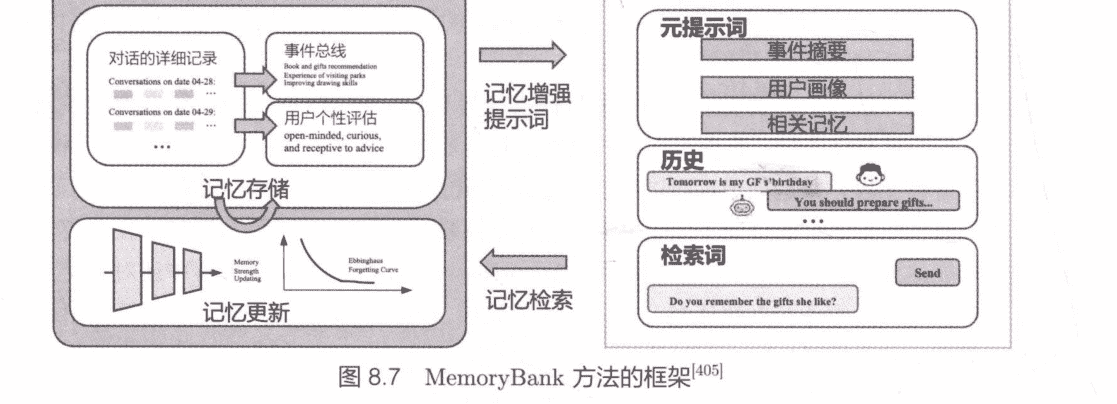 对话的详细记录
Conversations on date 04-28:
...
Conversations on date 04-29:
...
...
事件总线
Book and gifts recommendation
Experience of visiting parks
Improving drawing skills
用户个性评估
open-minded, curious,
and receptive to advice
记忆存储
Memory
Strength
Updating
Ebbinghaus
Forgetting Curve
记忆更新
记忆增强
提示词
记忆检索
元提示词
事件摘要
用户画像
相关记忆
历史
Tomorrow is my GF s'birthday
You should prepare gifts...
...
检索词
Send
Do you remember the gifts she like?
图 8.7 MemoryBank 方法的框架[405]